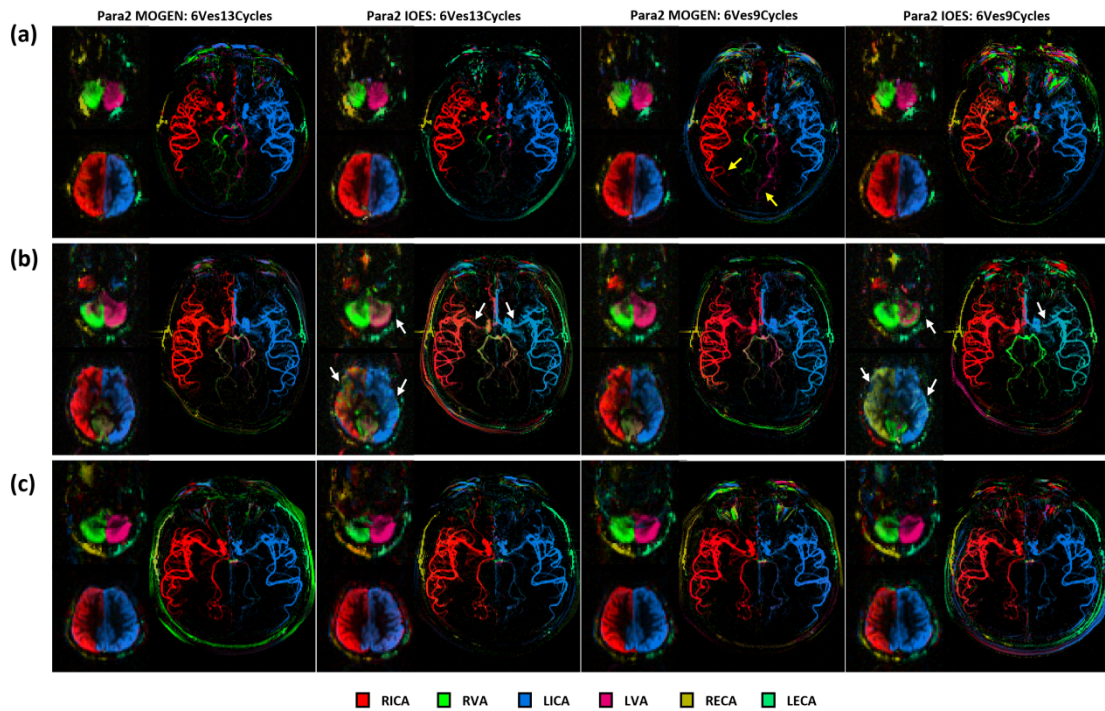 Para2 MOGEN: 6Ves13Cycles Para2 IOES: 6Ves13Cycles Para2 MOGEN: 6Ves9Cycles Para2 IOES: 6Ves9Cycles
(a)
(b)
(c)
RICA RVA LICA LVA RECA LECA